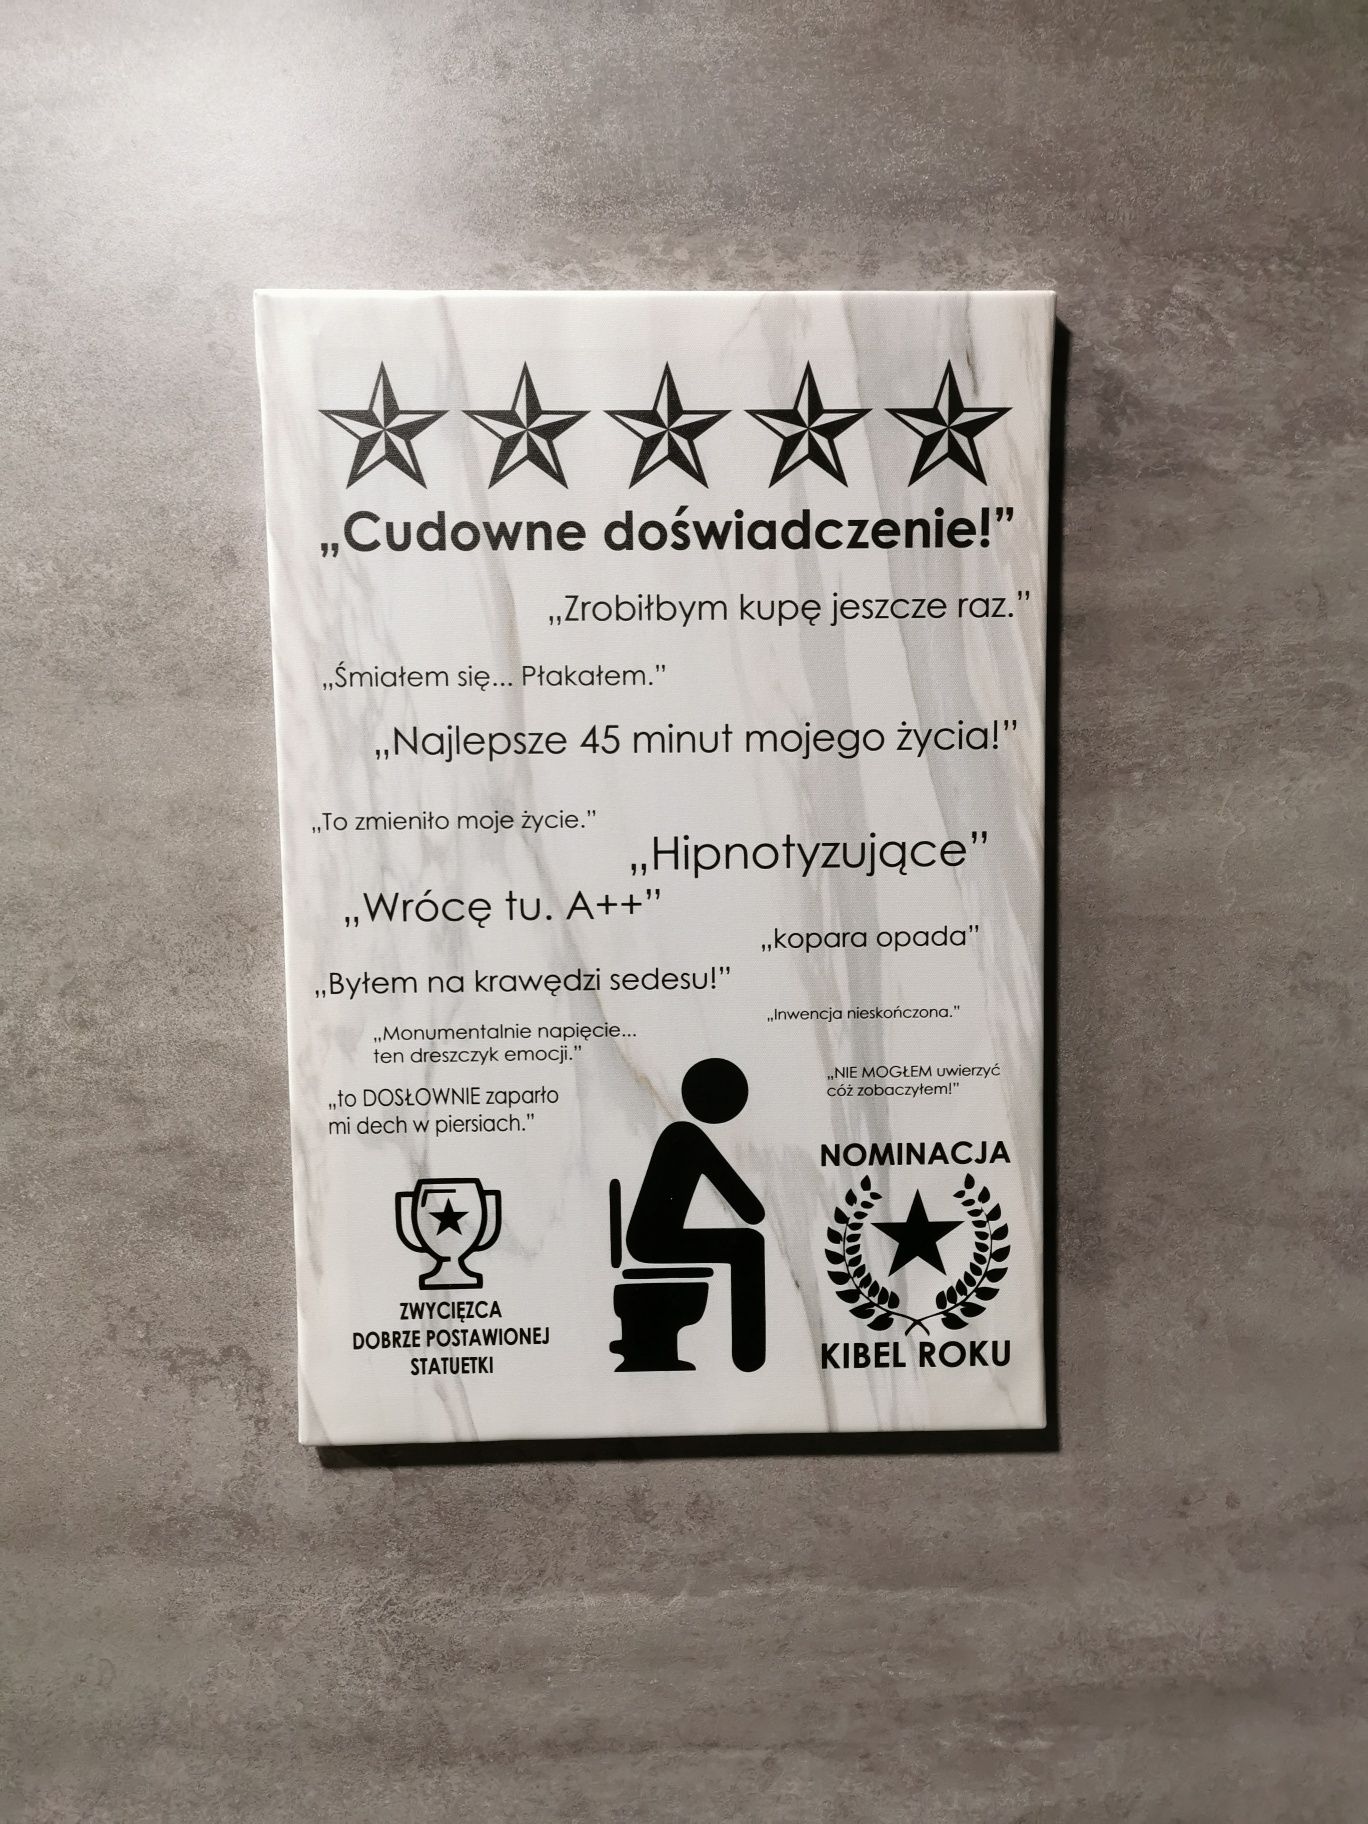 „Cudowne doświadczenie!”
„Zrobiłbym kupę jeszcze raz.”
„Śmiałem się... Płakałem.”
„Najlepsze 45 minut mojego życia!”
„To zmieniło moje życie.”
„Hipnotyzujące”
„Wrócę tu. A++”
„kopara opada”
„Byłem na krawędzi sedesu!”
„Inwencja nieskończona.”
„Monumentalnie napięcie...
ten dreszczyk emocji.”
„NIE MOGŁEM uwierzyć
cóż zobaczyłem!”
„to DOSŁOWNIE zaparło
mi dech w piersiach.”
ZWYCIĘZCA
DOBRZE POSTAWIONEJ
STATUETKI
NOMINACJA
KIBEL ROKU